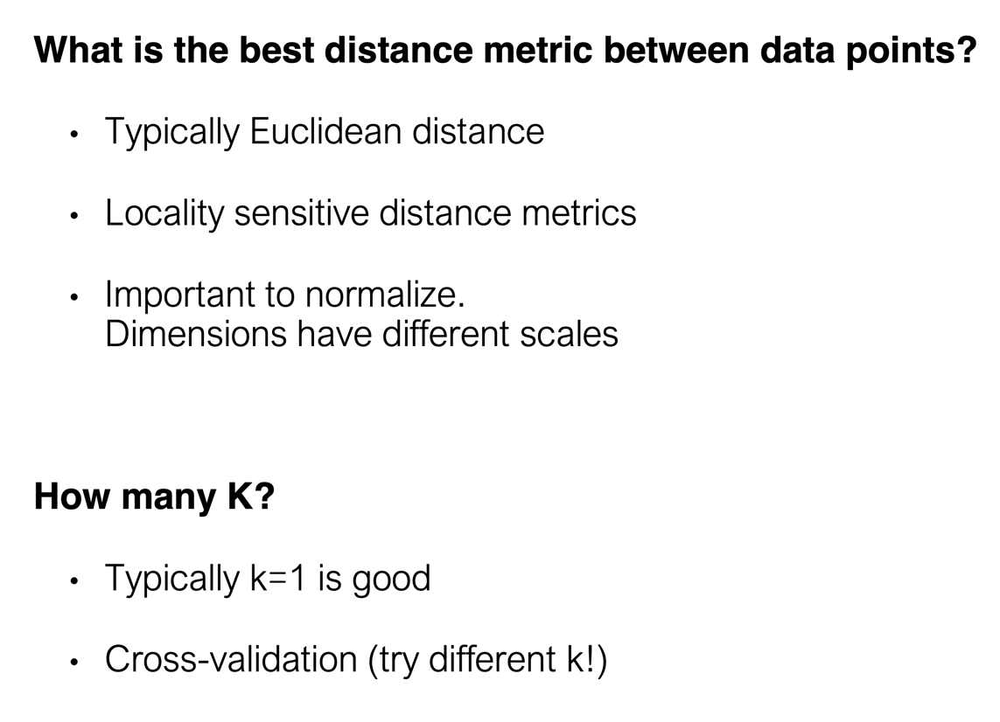 What is the best distance metric between data points?
• Typically Euclidean distance
• Locality sensitive distance metrics
• Important to normalize.
Dimensions have different scales
How many K?
• Typically k=1 is good
• Cross-validation (try different k!)